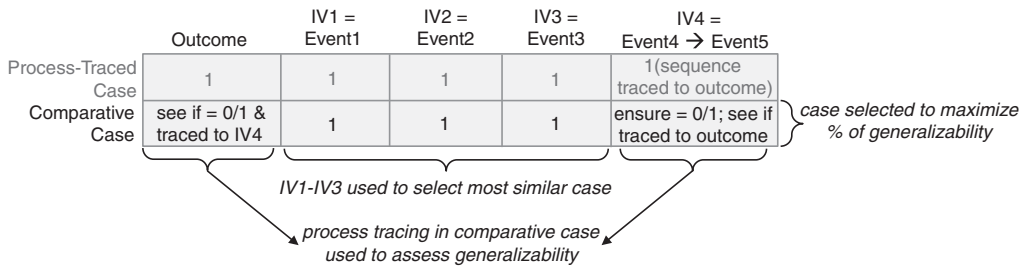 IV1 = IV2 = IV3 = IV4 =
Outcome Event1 Event2 Event3 Event4 → Event5
Process-Traced 1 1 1 1 1(sequence
Case traced to outcome)
Comparative see if = 0/1 & 1 1 1 ensure = 0/1; see if case selected to maximize
Case traced to IV4 traced to outcome % of generalizability
IV1-IV3 used to select most similar case
process tracing in comparative case
used to assess generalizability